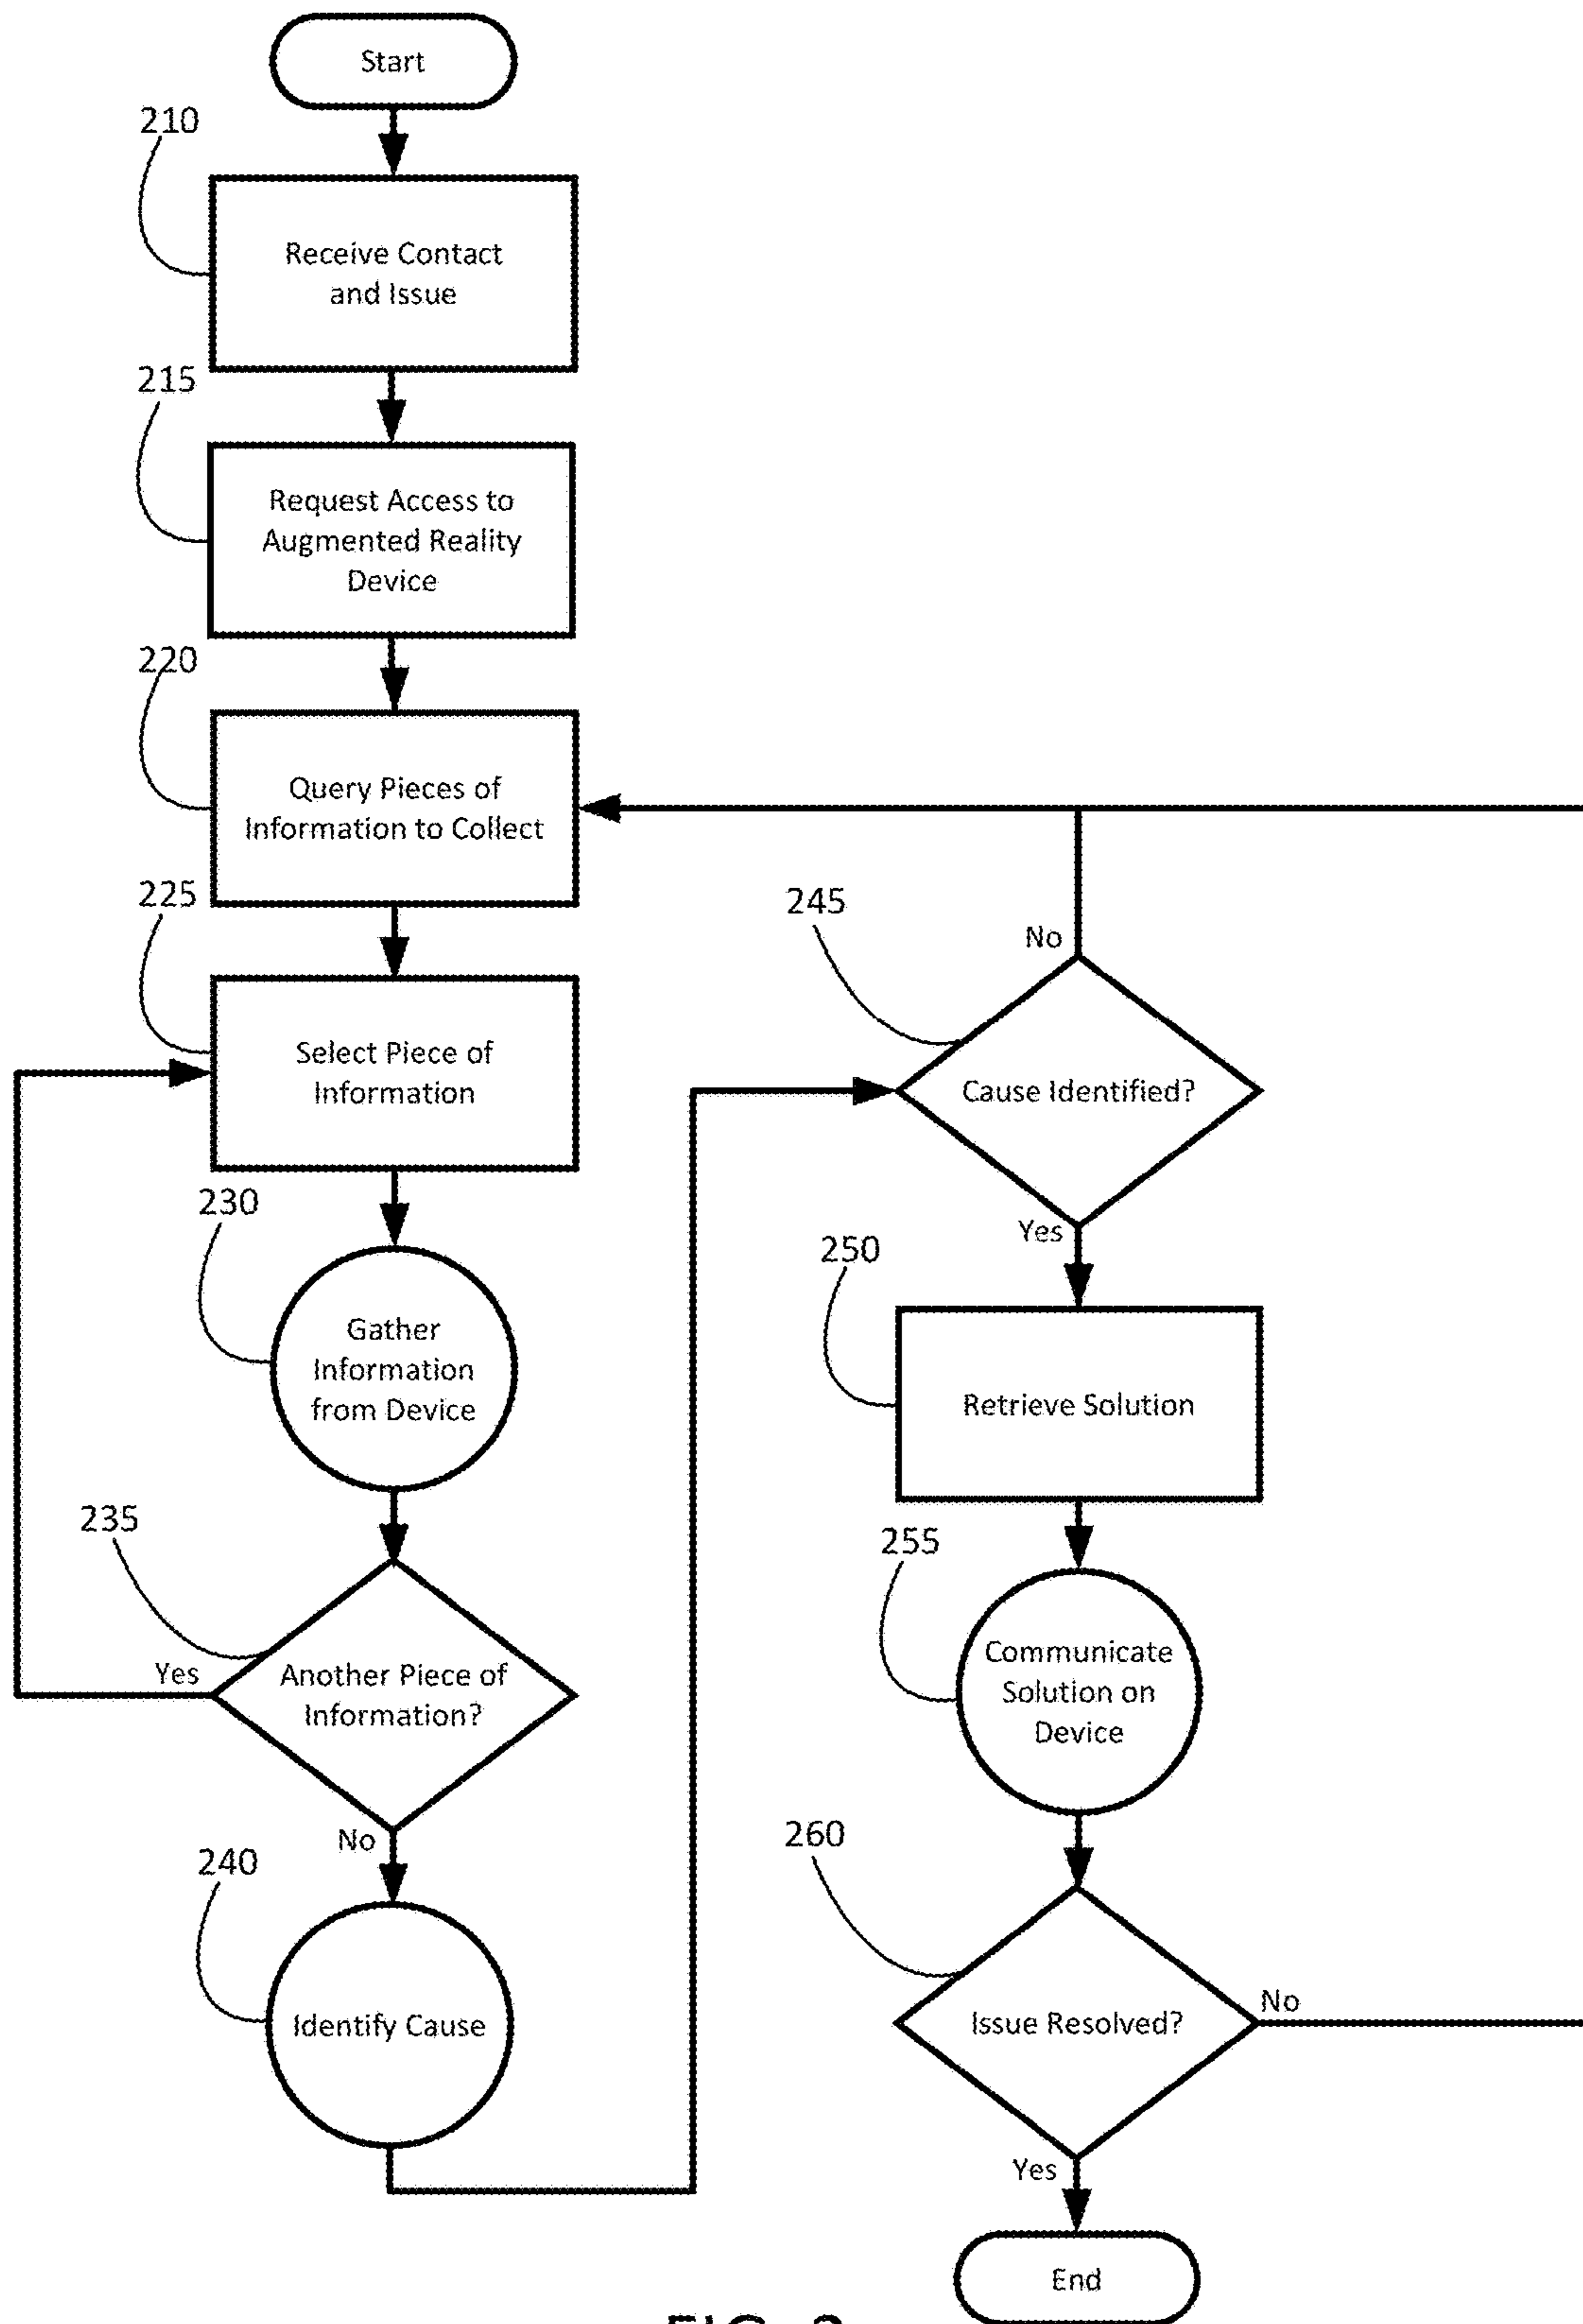 Start
210
Receive Contact
and Issue
215
Request Access to
Augmented Reality
Device
220
Query Pieces of
Information to Collect
225
Select Piece of
Information
230
Gather
Information
from Device
235
Yes
Another Piece of
Information?
No
240
Identify Cause
245
No
Cause Identified?
Yes
250
Retrieve Solution
255
Communicate
Solution on
Device
260
Issue Resolved?
No
Yes
End
FIG.